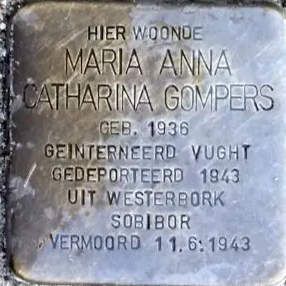 HIER WOONDE
MARIA ANNA
CATHARINA GOMPERS
GEB. 1936
GEINTERNEERD VUGHT
GEDEPORTEERD 1943
UIT WESTERBORK
SOBIBOR
VERMOORD 11.6.1943